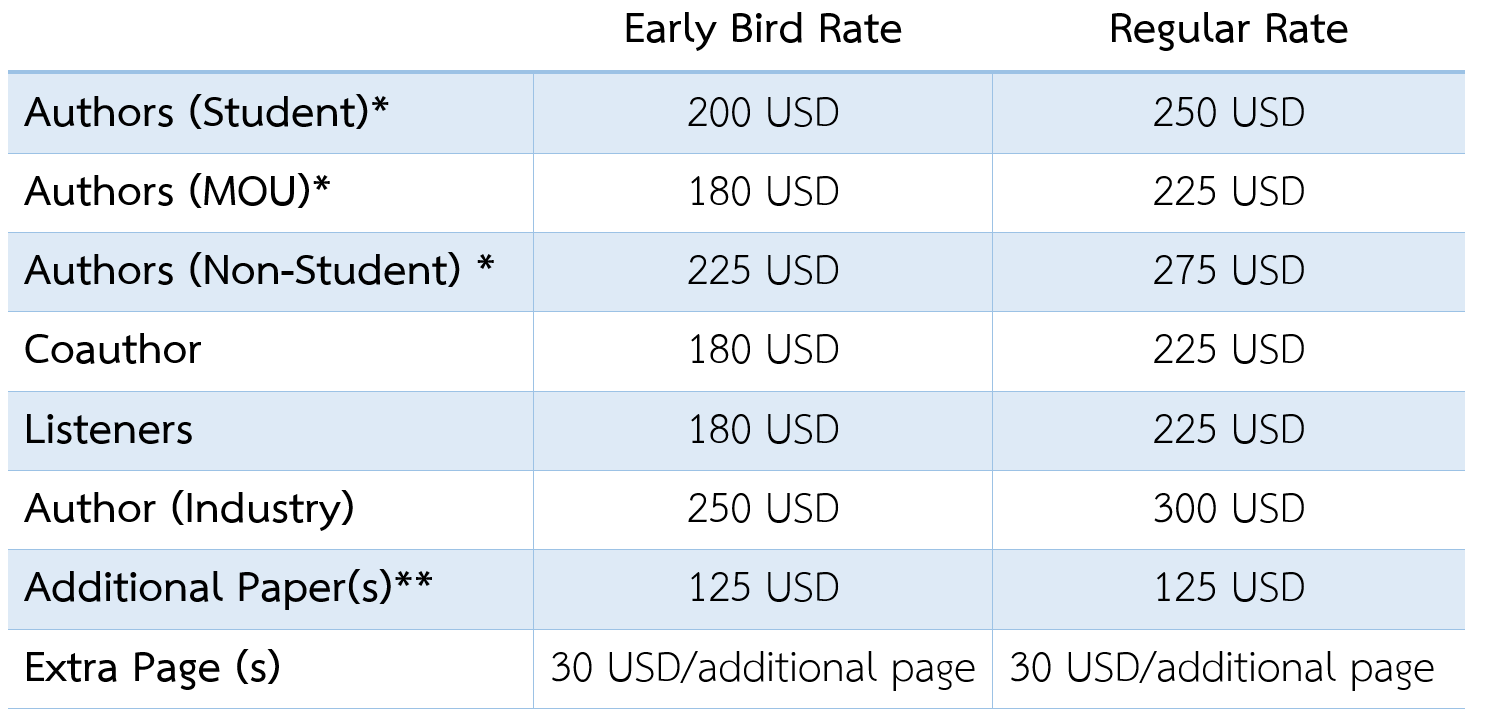 Early Bird Rate Regular Rate
Authors (Student)* 200 USD 250 USD
Authors (MOU)* 180 USD 225 USD
Authors (Non-Student) * 225 USD 275 USD
Coauthor 180 USD 225 USD
Listeners 180 USD 225 USD
Author (Industry) 250 USD 300 USD
Additional Paper(s)** 125 USD 125 USD
Extra Page (s) 30 USD/additional page 30 USD/additional page